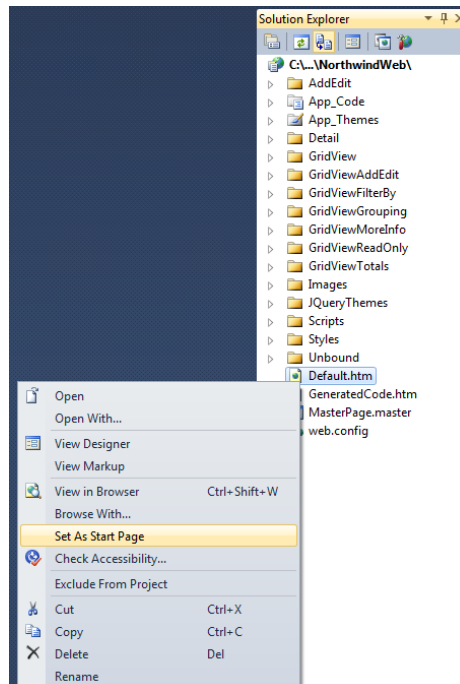 Solution Explorer
C:\...\NorthwindWeb\
AddEdit
App_Code
App_Themes
Detail
GridView
GridViewAddEdit
GridViewFilterBy
GridViewGrouping
GridViewMoreInfo
GridViewReadOnly
GridViewTotals
Images
JQueryThemes
Scripts
Styles
Unbound
Default.htm
GeneratedCode.htm
MasterPage.master
web.config
Open
Open With...
View Designer
View Markup
View in Browser Ctrl+Shift+W
Browse With...
Set As Start Page
Check Accessibility...
Exclude From Project
Cut Ctrl+X
Copy Ctrl+C
Delete Del
Rename